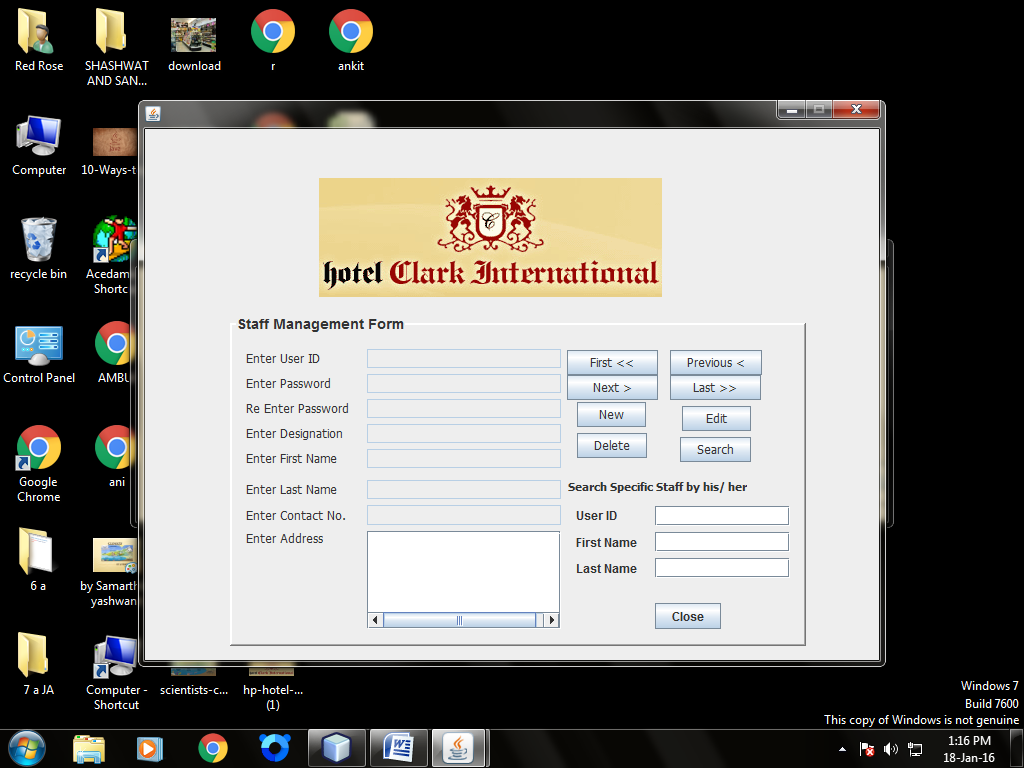 Red Rose
SHASHWAT
AND SAN...
download
r
ankit
Computer
10-Ways-t
recycle bin
Acedam
Shortc
Control Panel
AMBU
Google
Chrome
ani
6 a
by Samarth
yashwan
7 a JA
Computer -
Shortcut
scientists-c...
hp-hotel-...
(1)
C
hotel Clark International
Staff Management Form
Enter User ID
First <<
Previous <
Enter Password
Next >
Last >>
Re Enter Password
New
Edit
Enter Designation
Delete
Search
Enter First Name
Enter Last Name
Search Specific Staff by his/ her
Enter Contact No.
User ID
Enter Address
First Name
Last Name
Close
Windows 7
Build 7600
This copy of Windows is not genuine
W
1:16 PM
18-Jan-16